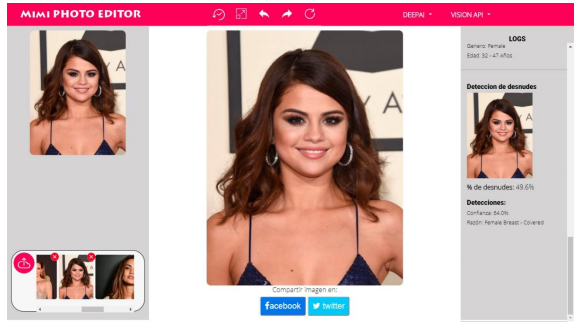 MIMI PHOTO EDITOR
DEEPAI
VISION API
LOGS
Genero: Female
Edad: 32 - 47 Años
Deteccion de desnudes
% de desnudes: 49.6%
Detecciones:
Confianza: 64.0%
Razón: Female Breast - Covered
Compartir imagen en:
facebook
twitter